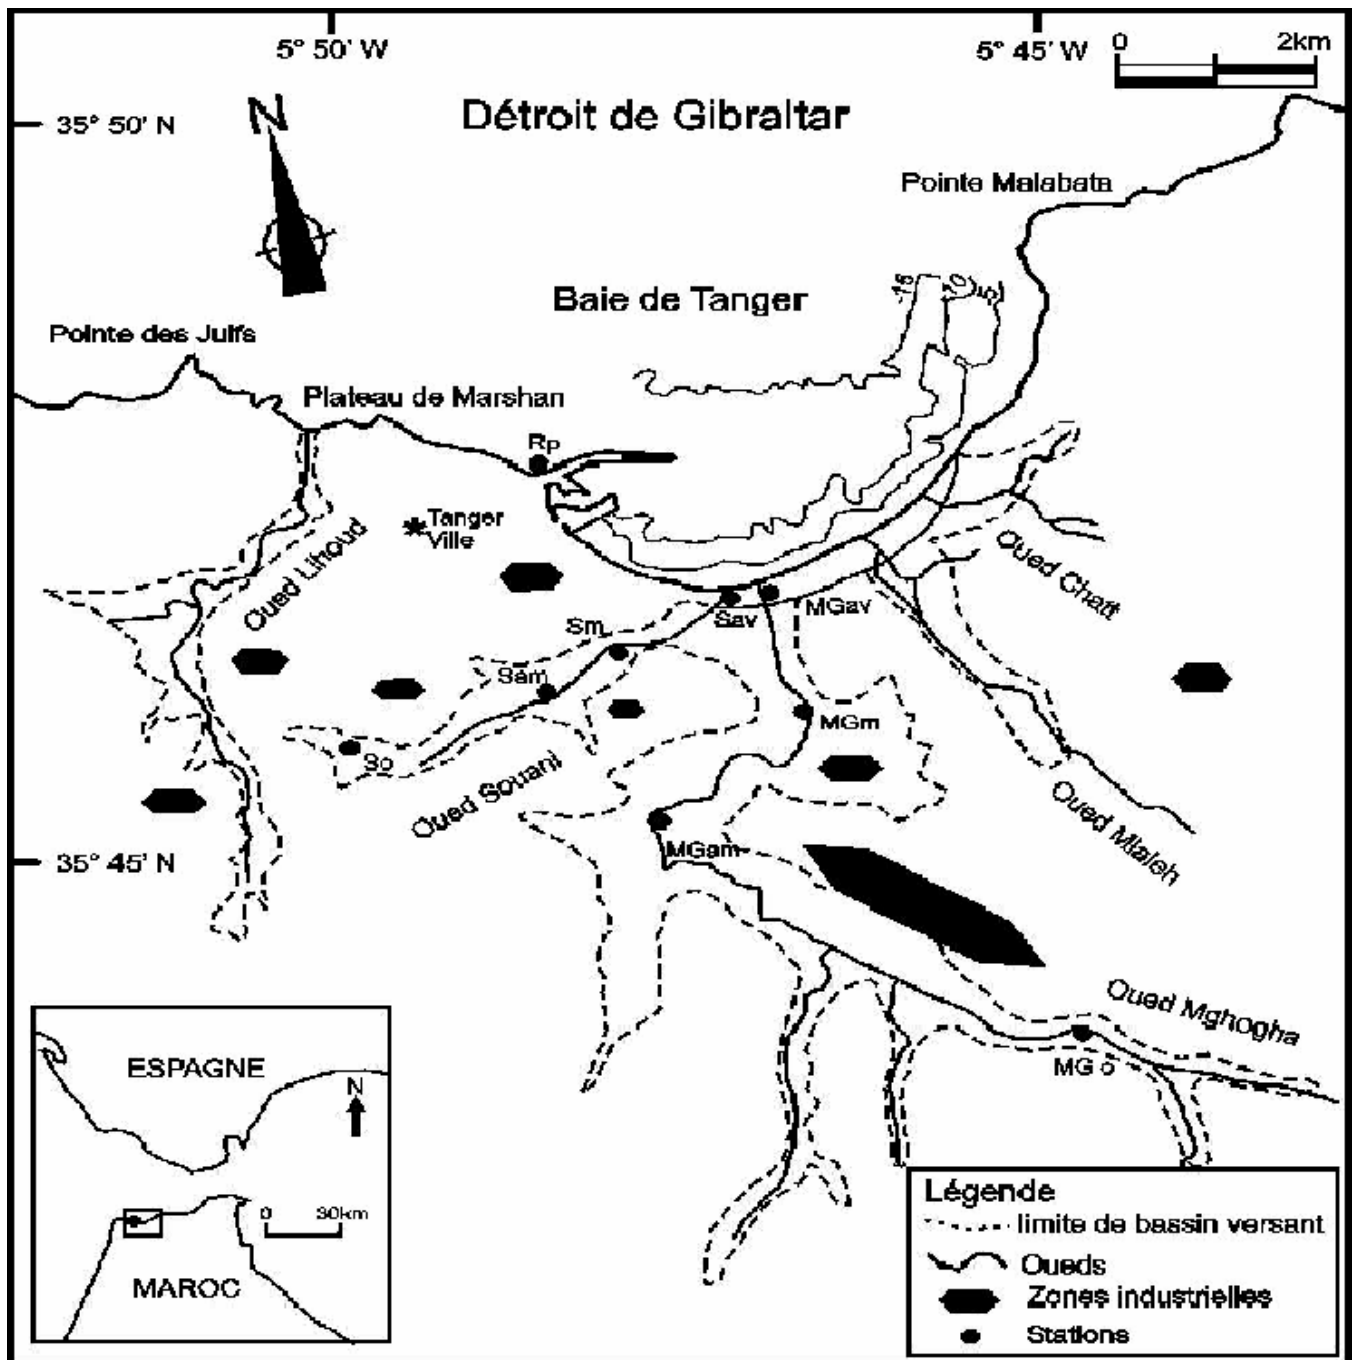 5° 50' W
5° 45' W
0 2km
35° 50' N
N
Détroit de Gibraltar
Pointe Malabata
-15
-10
-5
Baie de Tanger
Pointe des Juifs
Plateau de Marshan
Rp
Tanger
Ville
Oued Lihoud
Oued Chatt
Sm
Sav
MGav
Sam
MGm
So
Oued Souani
Oued Mlaleh
35° 45' N
MGam
Oued Mghogha
MG o
ESPAGNE
N
0 30km
MAROC
Légende
limite de bassin versant
Oueds
Zones industrielles
Stations